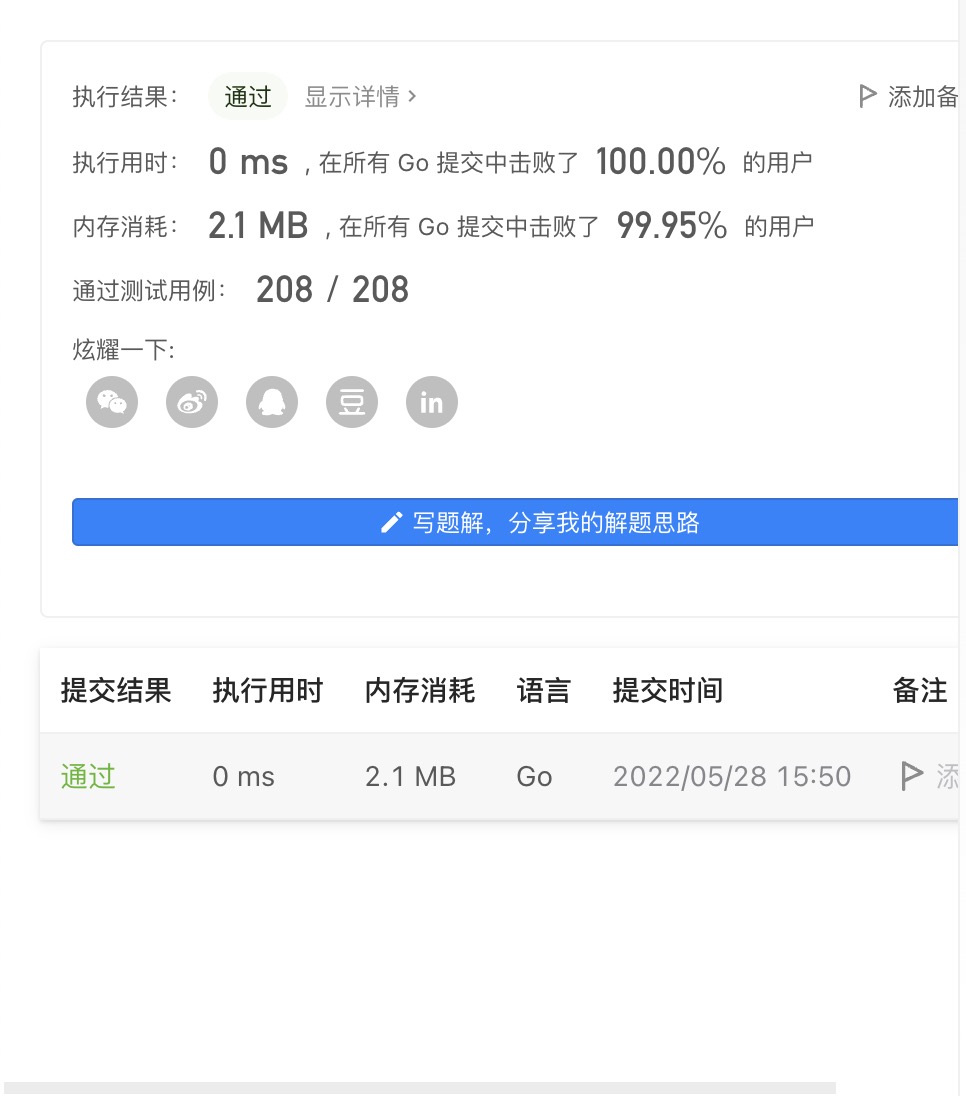 执行结果： 通过 显示详情 › 添加备
执行用时： 0 ms , 在所有 Go 提交中击败了 100.00% 的用户
内存消耗： 2.1 MB , 在所有 Go 提交中击败了 99.95% 的用户
通过测试用例： 208 / 208
炫耀一下:
豆 in
写题解，分享我的解题思路
提交结果 执行用时 内存消耗 语言 提交时间 备注
通过 0 ms 2.1 MB Go 2022/05/28 15:50 添